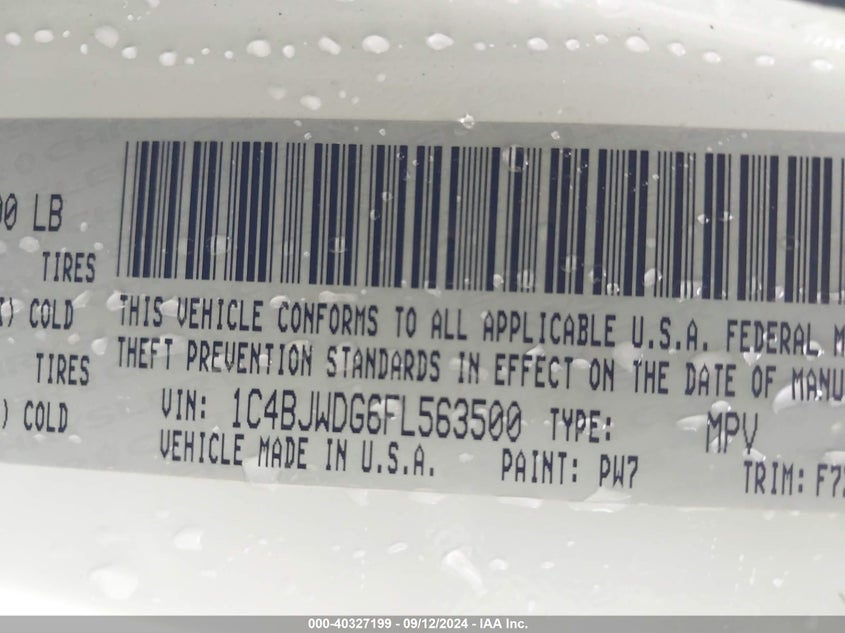 00 LB
TIRES
) COLD
TIRES
) COLD
THIS VEHICLE CONFORMS TO ALL APPLICABLE U.S.A. FEDERAL M
THEFT PREVENTION STANDARDS IN EFFECT ON THE DATE OF MANU
VIN: 1C4BJWDG6FL563500 TYPE: MPV
VEHICLE MADE IN U.S.A. PAINT: PW7 TRIM: F7
000-40327199 - 09/12/2024 - IAA Inc.